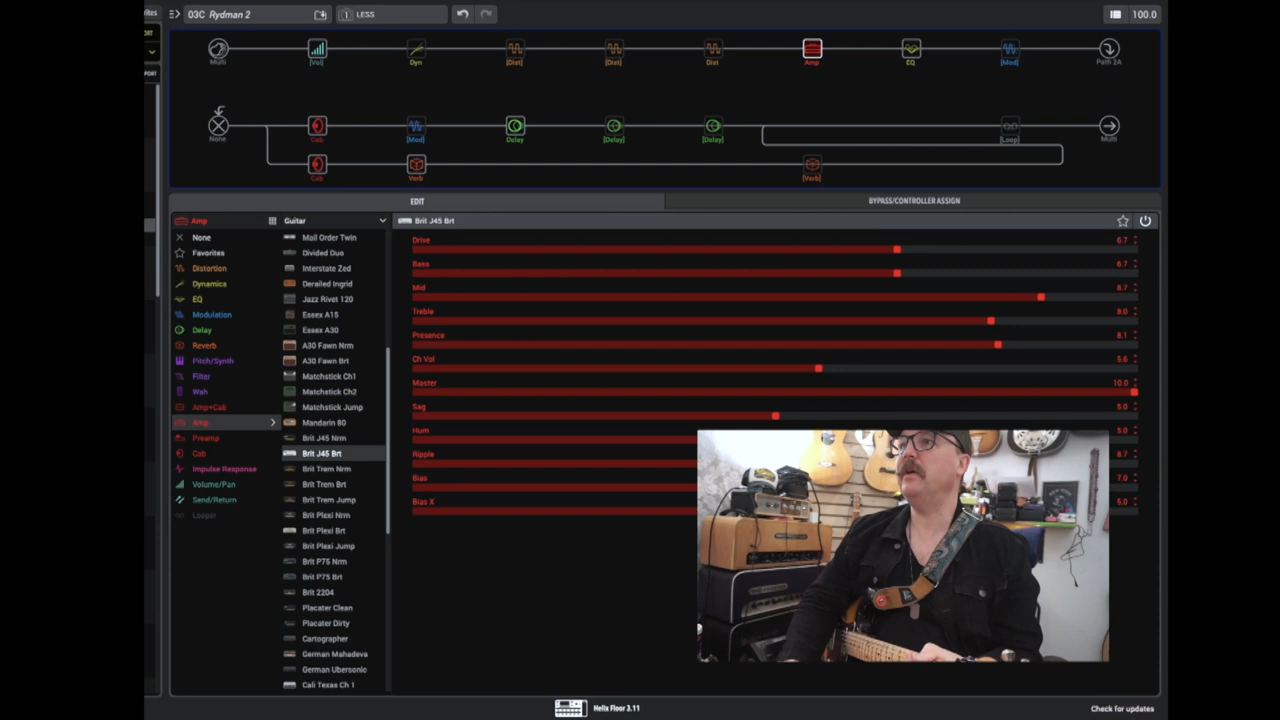 rites
03C Rydman 2
LESS
100.0
ORT
PORT
Multi
[Vol]
Dyn
[Dist]
[Dist]
Dist
Amp
EQ
[Mod]
Path 2A
None
Cab
[Mod]
Delay
[Delay]
[Delay]
[Loop]
Multi
Cab
Verb
[Verb]
EDIT
BYPASS/CONTROLLER ASSIGN
Amp
Guitar
Brit J45 Brt
None
Favorites
Distortion
Dynamics
EQ
Modulation
Delay
Reverb
Pitch/Synth
Filter
Wah
Amp+Cab
Amp
Preamp
Cab
Impulse Response
Volume/Pan
Send/Return
Looper
Mail Order Twin
Divided Duo
Interstate Zed
Derailed Ingrid
Jazz Rivet 120
Essex A15
Essex A30
A30 Fawn Nrm
A30 Fawn Brt
Matchstick Ch1
Matchstick Ch2
Matchstick Jump
Mandarin 80
Brit J45 Nrm
Brit J45 Brt
Brit Trem Nrm
Brit Trem Brt
Brit Trem Jump
Brit Plexi Nrm
Brit Plexi Brt
Brit Plexi Jump
Brit P75 Nrm
Brit P75 Brt
Brit 2204
Placater Clean
Placater Dirty
Cartographer
German Mahadeva
German Ubersonic
Cali Texas Ch 1
Drive 6.7
Bass 6.7
Mid 8.7
Treble 8.0
Presence 8.1
Ch Vol 5.6
Master 10.0
Sag 5.0
Hum 5.0
Ripple 8.7
Bias 7.0
Bias X 5.0
Helix Floor 3.11
Check for updates